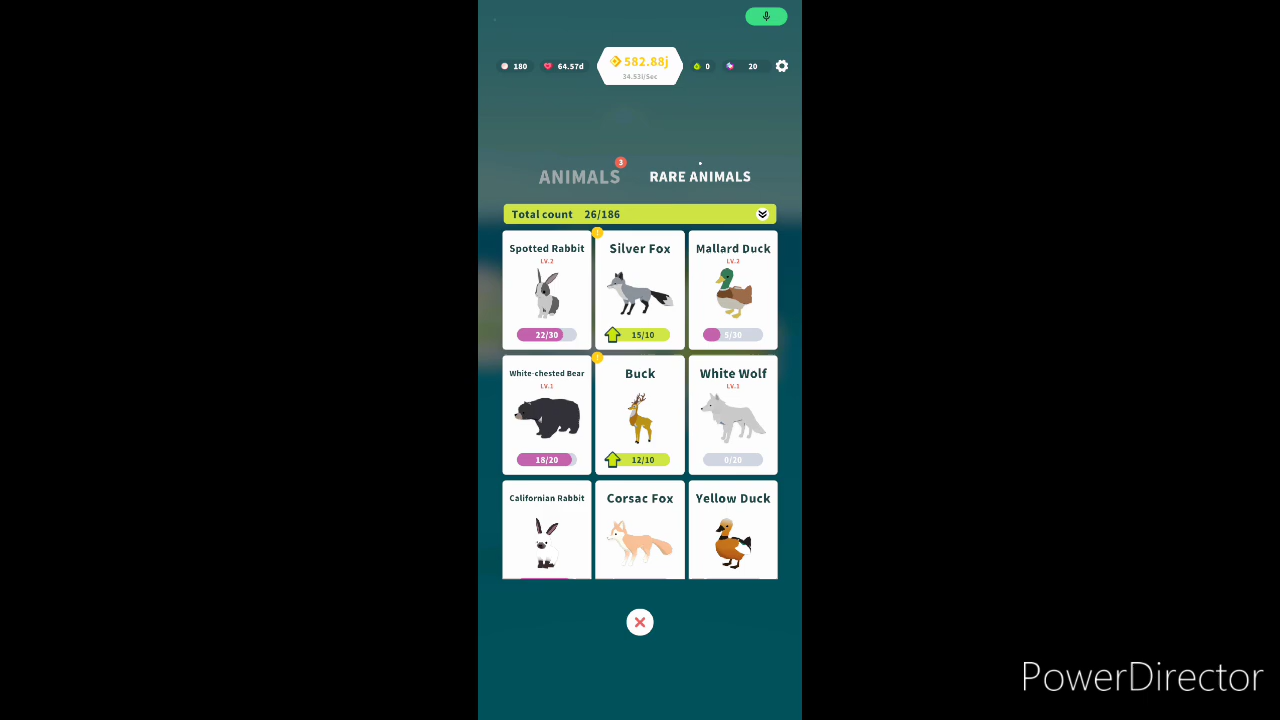 180 64.57d 582.88j 0 20
34.53i/Sec
ANIMALS 3 RARE ANIMALS
Total count 26/186
Spotted Rabbit Silver Fox Mallard Duck
LV.2 LV.2
22/30 15/10 5/30
White-chested Bear Buck White Wolf
LV.1 LV.1
18/20 12/10 0/20
Californian Rabbit Corsac Fox Yellow Duck
PowerDirector